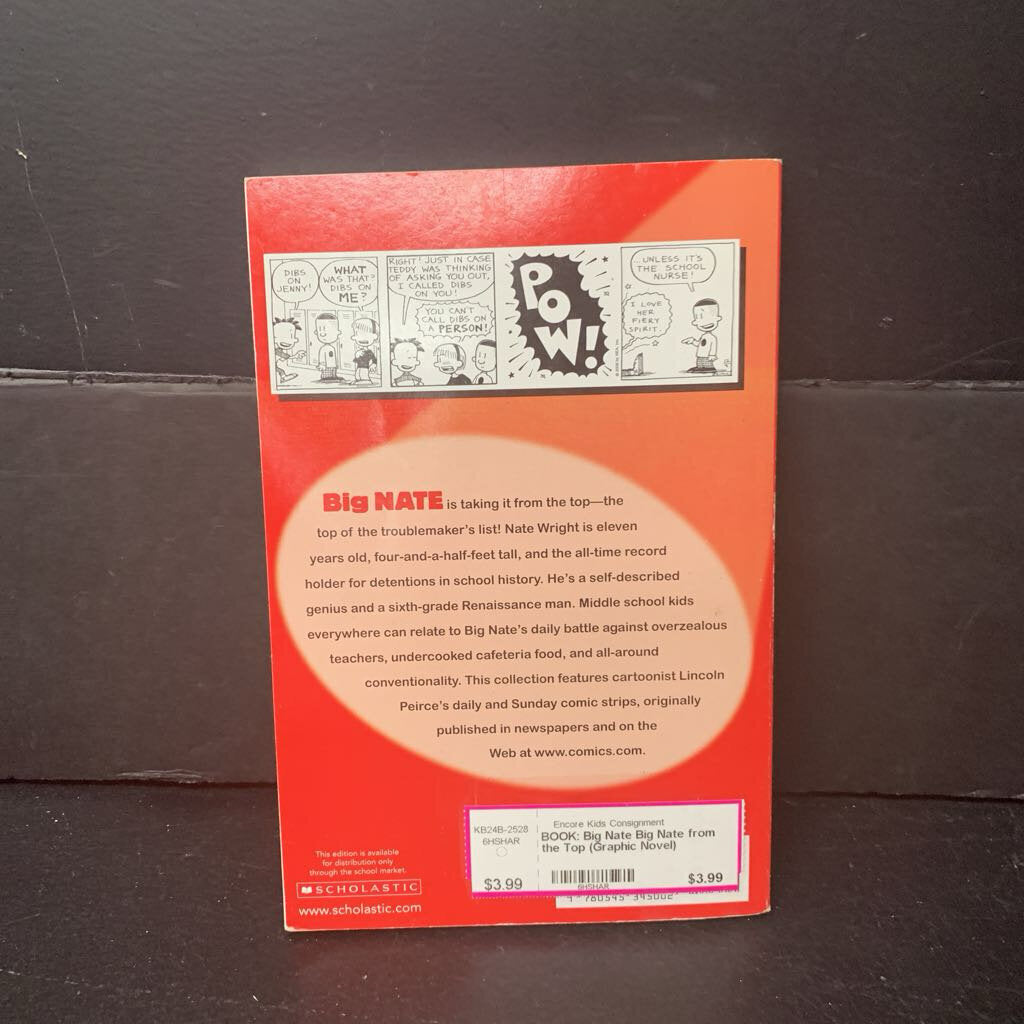 DIBS
ON
JENNY!
WHAT
WAS THAT?
DIBS ON
ME?
RIGHT! JUST IN CASE
TEDDY WAS THINKING
OF ASKING YOU OUT,
I CALLED DIBS
ON YOU!
YOU CAN'T
CALL DIBS ON
A PERSON!
POW!
...UNLESS IT'S
THE SCHOOL
NURSE!
I LOVE
HER
FIERY
SPIRIT.
Big NATE is taking it from the top—the
top of the troublemaker's list! Nate Wright is eleven
years old, four-and-a-half-feet tall, and the all-time record
holder for detentions in school history. He's a self-described
genius and a sixth-grade Renaissance man. Middle school kids
everywhere can relate to Big Nate's daily battle against overzealous
teachers, undercooked cafeteria food, and all-around
conventionality. This collection features cartoonist Lincoln
Peirce's daily and Sunday comic strips, originally
published in newspapers and on the
Web at www.comics.com.
This edition is available
for distribution only
through the school market.
SCHOLASTIC
www.scholastic.com
KB24B-2528
6HSHAR
$3.99
Encore Kids Consignment
BOOK: Big Nate Big Nate from
the Top (Graphic Novel)
6HSHAR
$3.99
9 780545 345002